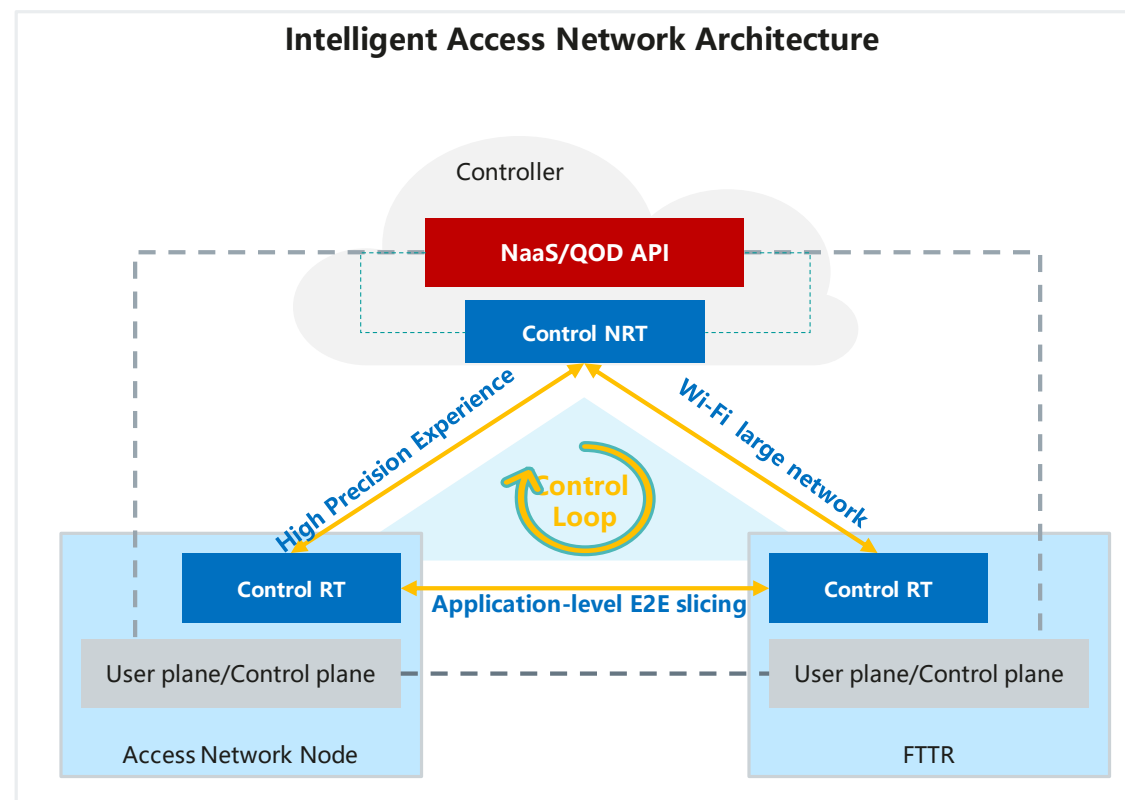 Intelligent Access Network Architecture
Controller
NaaS/QOD API
Control NRT
High Precision Experience
Wi-Fi large network
Control
Loop
Control RT
Application-level E2E slicing
Control RT
User plane/Control plane
User plane/Control plane
Access Network Node
FTTR